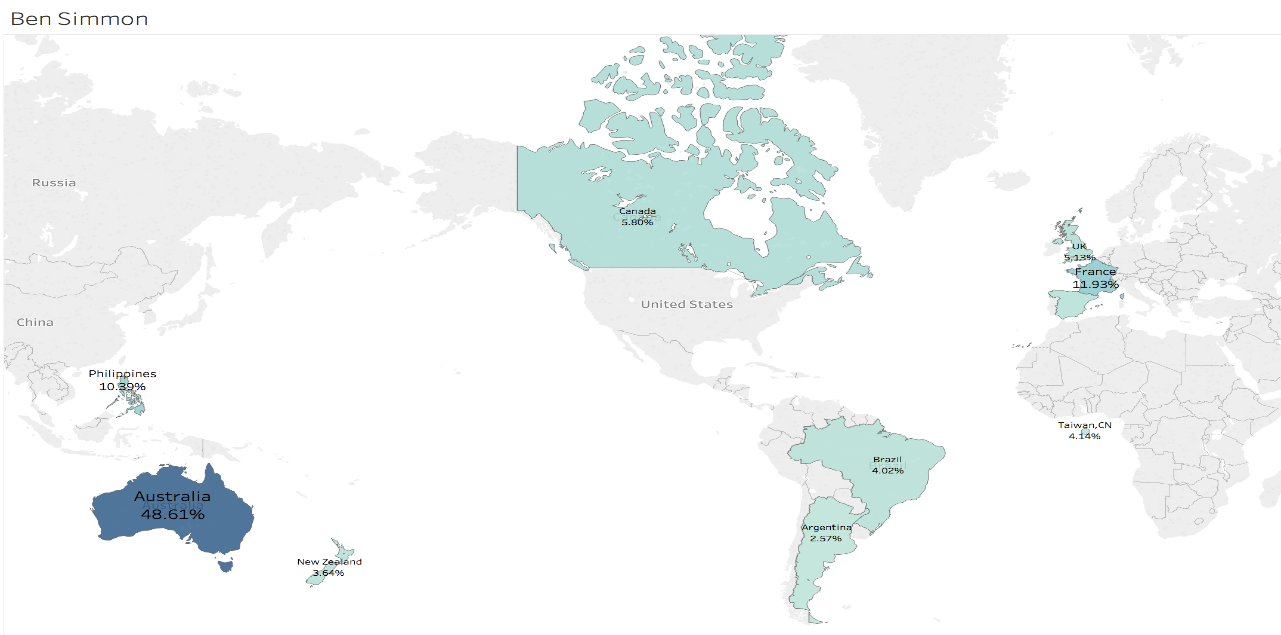 Ben Simmon
Russia
Canada
5.80%
UK
5.13%
France
11.93%
United States
China
Philippines
10.39%
Taiwan,CN
4.14%
Brazil
4.02%
Australia
Australia
48.61%
Argentina
2.57%
New Zealand
3.64%